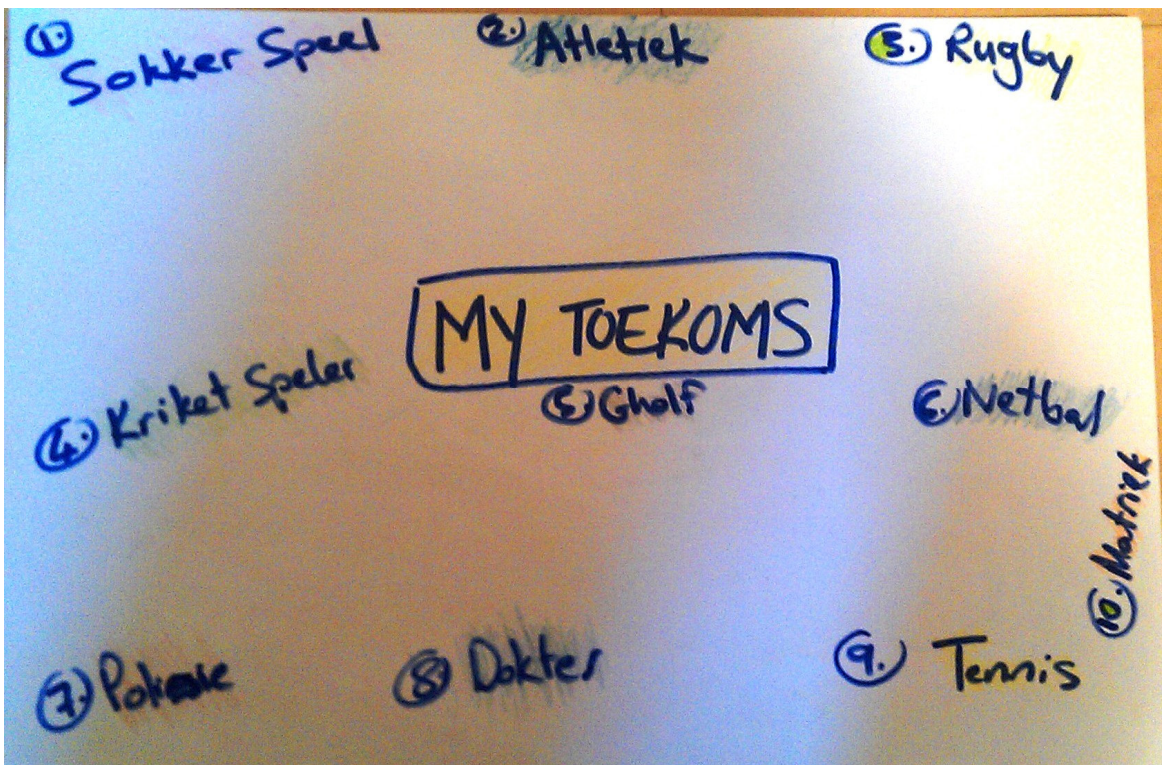 1. Sokker Speel
2. Atletiek
3. Rugby
MY TOEKOMS
4. Kriket Speler
5. Gholf
6. Netbal
7.
8. Dokter
9. Tennis
10. Matriek